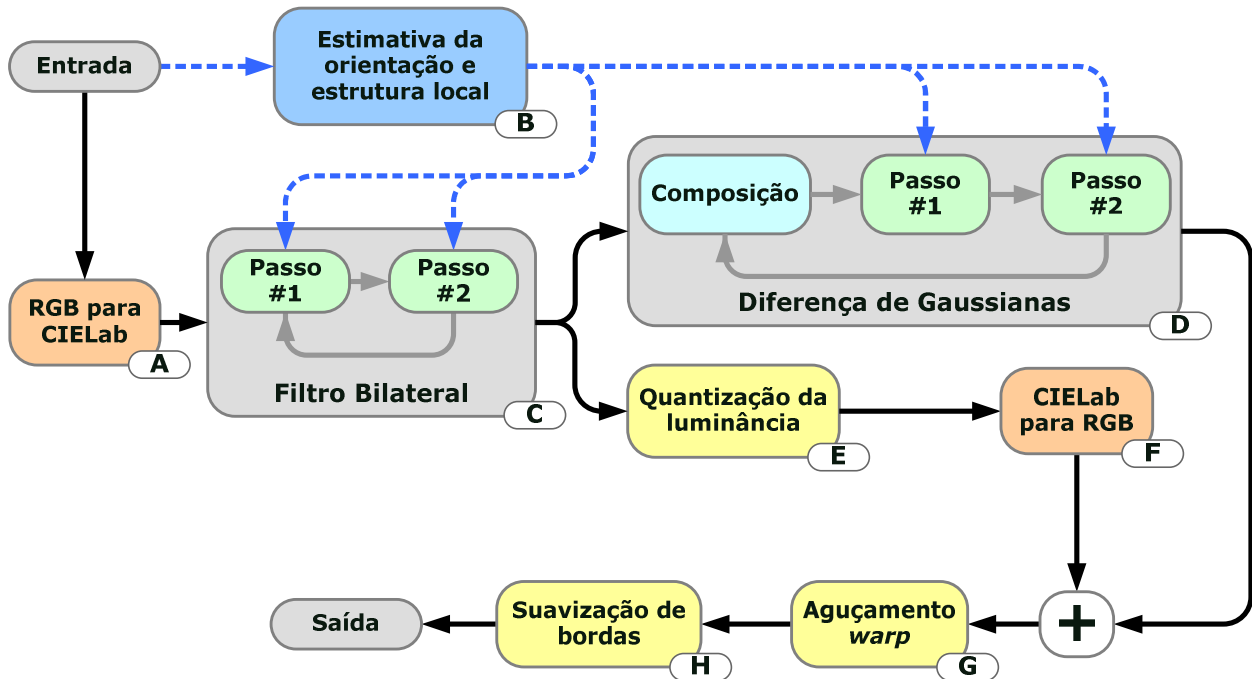 Entrada
Estimativa da
orientação e
estrutura local
B
Composição
Passo
#1
Passo
#2
Diferença de Gaussianas
D
RGB para
CIELab
A
Passo
#1
Passo
#2
Filtro Bilateral
C
Quantização da
luminância
E
CIELab
para RGB
F
Saída
Suavização de
bordas
H
Aguçamento
warp
G
+